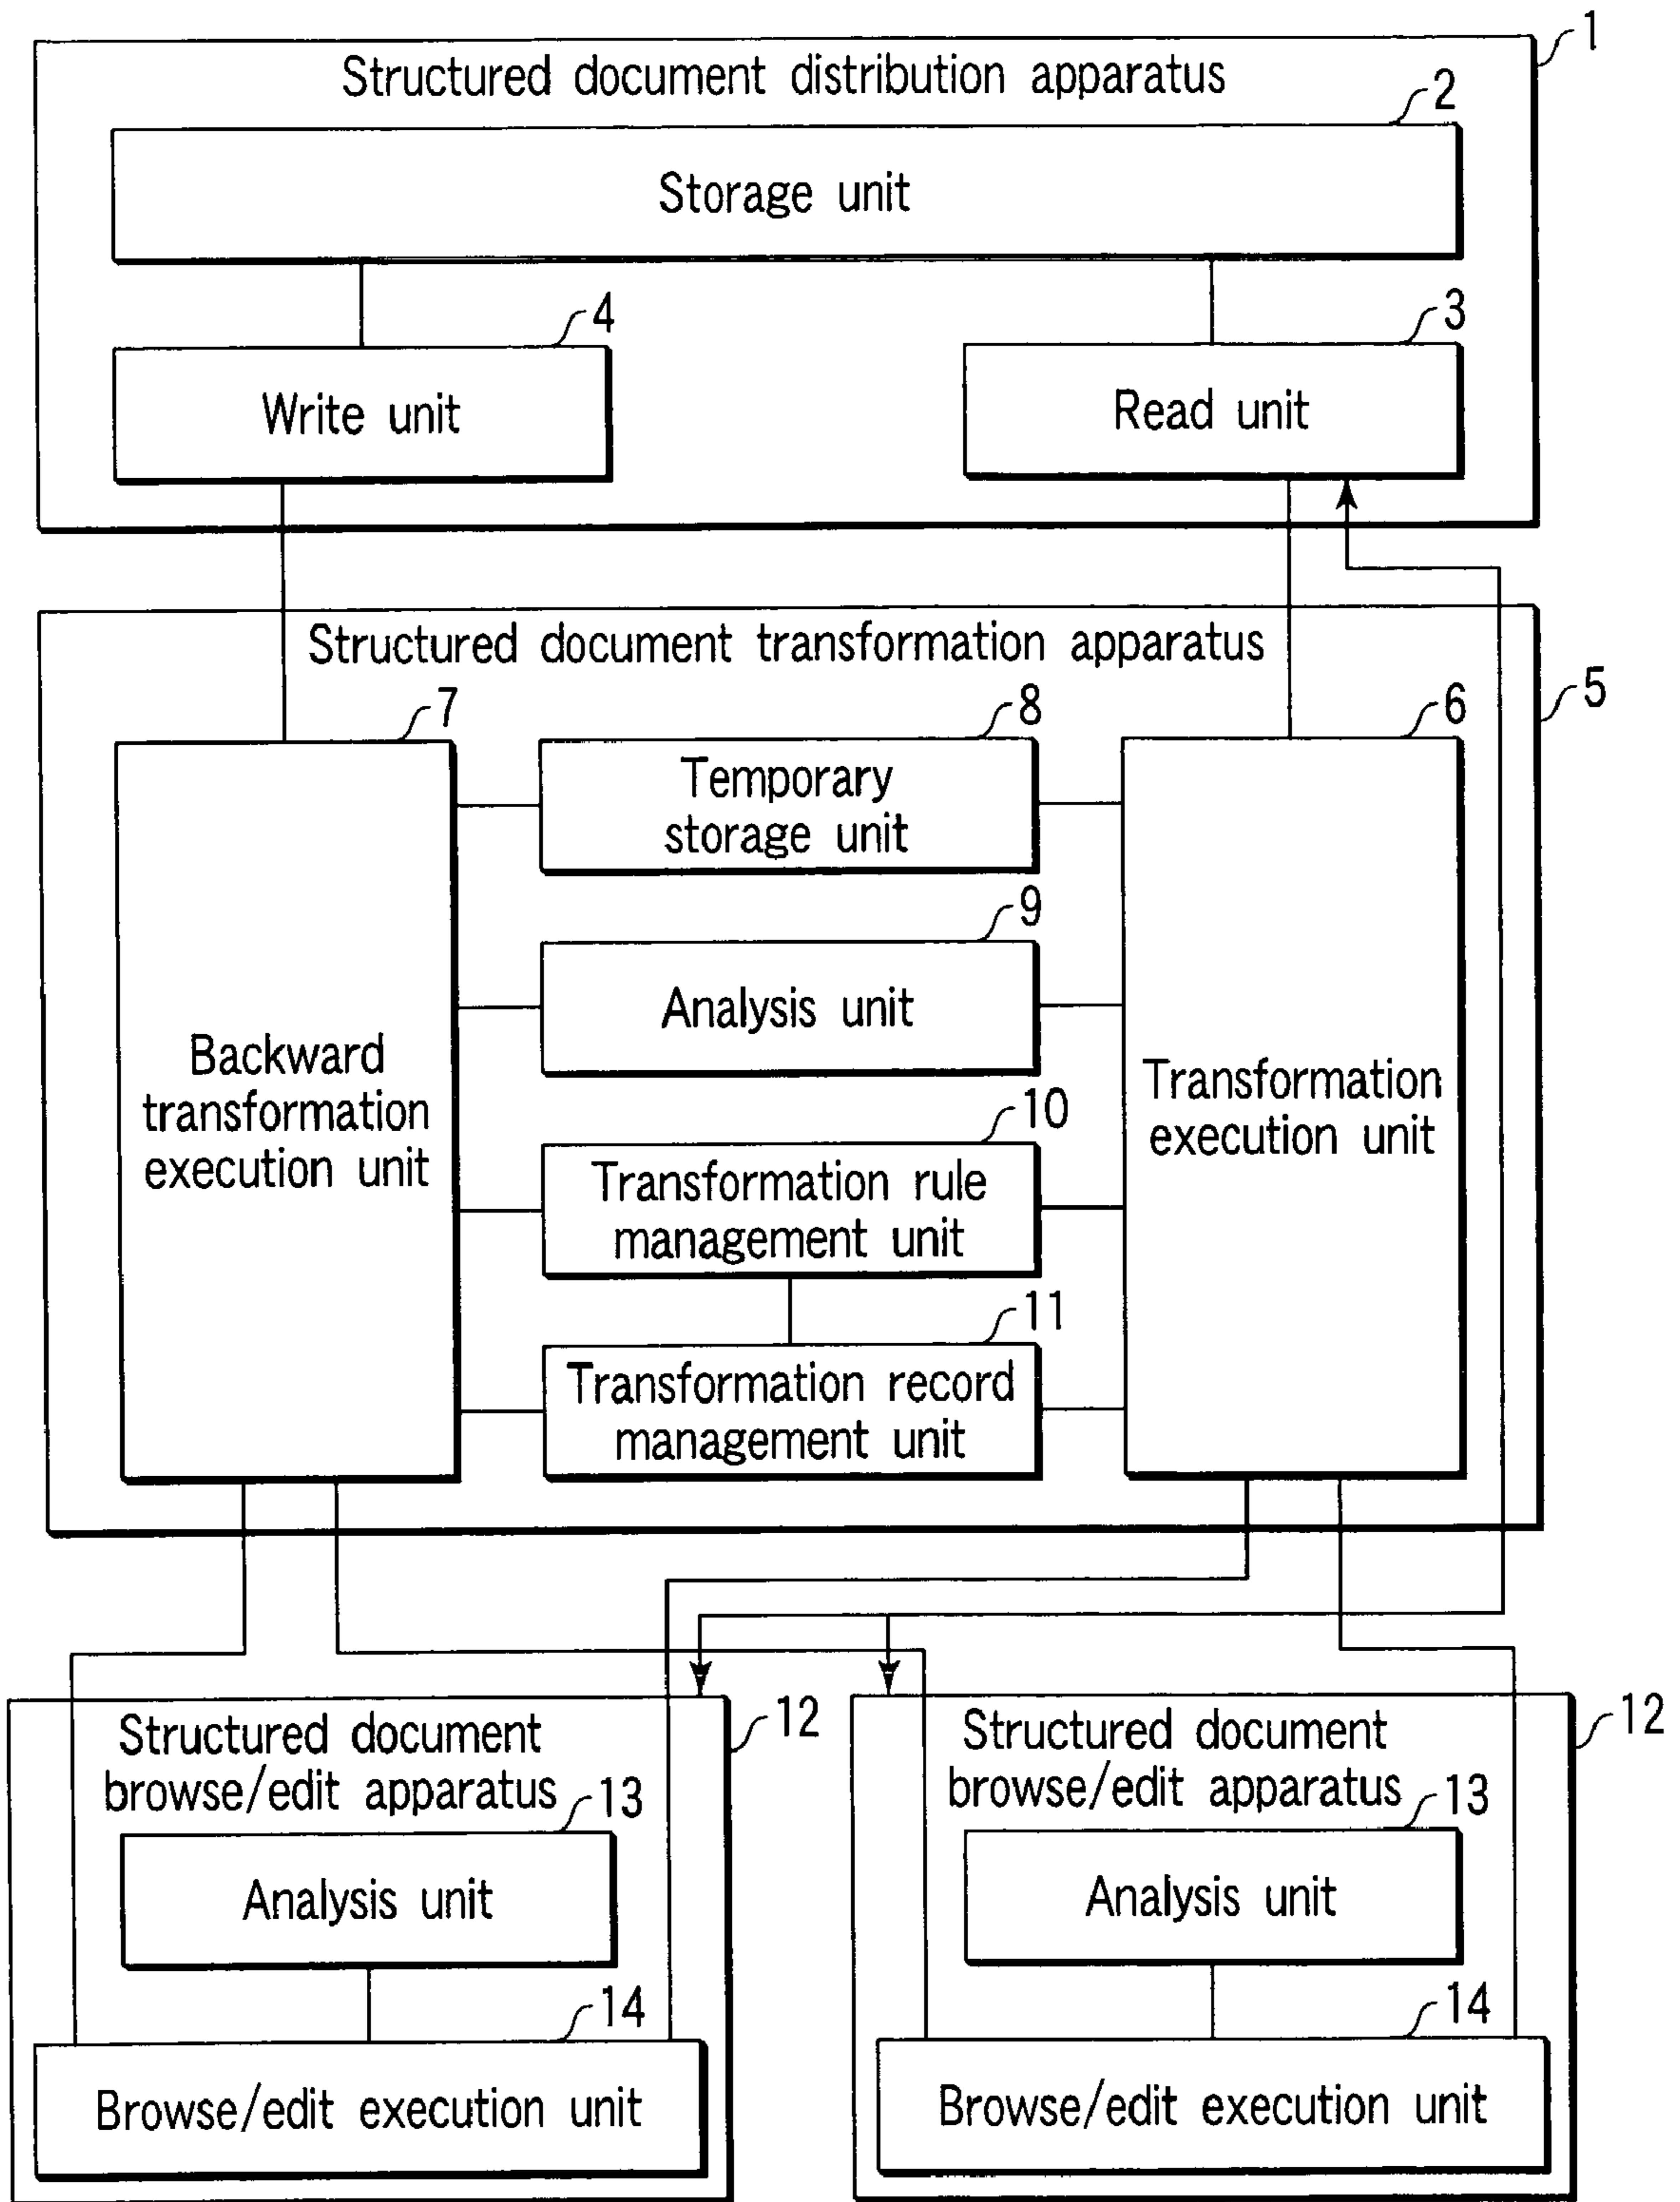 1
Structured document distribution apparatus
2
Storage unit
4
3
Write unit
Read unit
Structured document transformation apparatus
5
7
8
6
Temporary
storage unit
9
Analysis unit
Backward
transformation
execution unit
Transformation
execution unit
10
Transformation rule
management unit
11
Transformation record
management unit
12
12
Structured document
browse/edit apparatus
Structured document
browse/edit apparatus
13
13
Analysis unit
Analysis unit
14
14
Browse/edit execution unit
Browse/edit execution unit